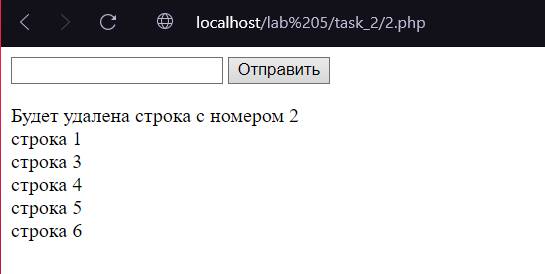 localhost/lab%205/task_2/2.php
Отправить
Будет удалена строка с номером 2
строка 1
строка 3
строка 4
строка 5
строка 6